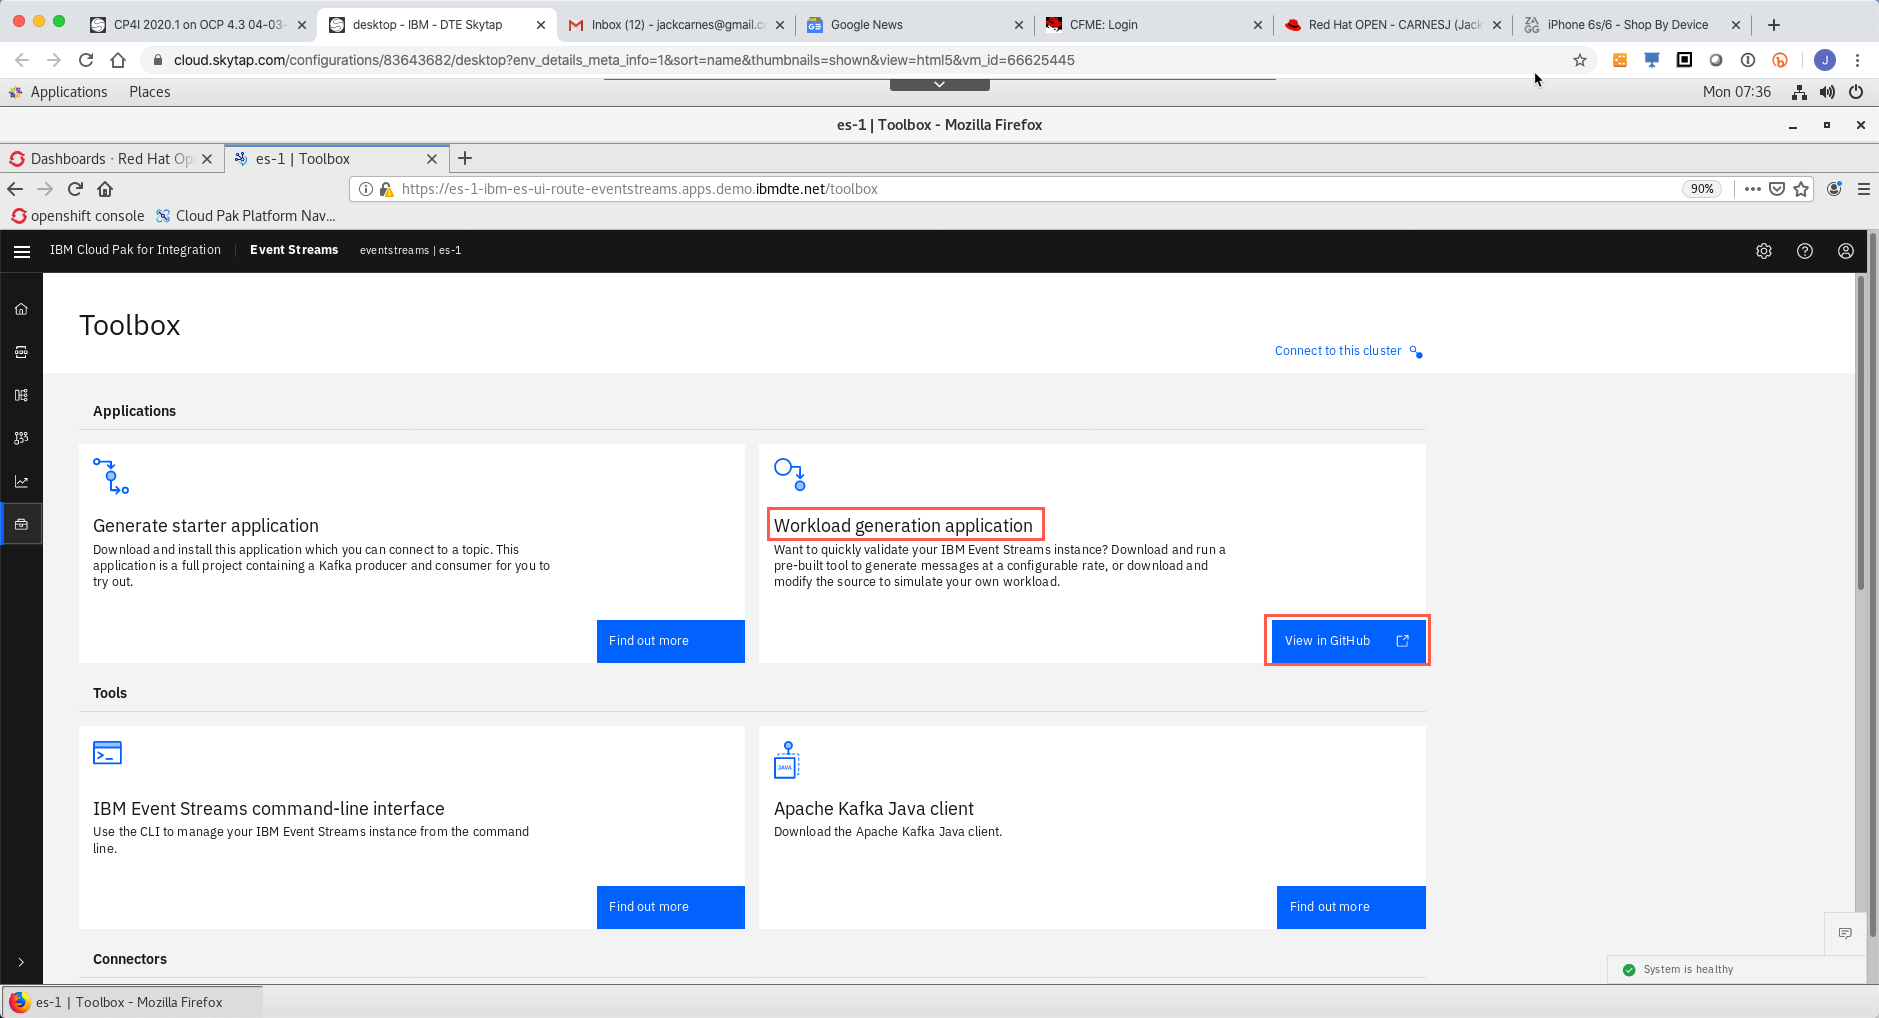 CP4I 2020.1 on OCP 4.3 04-03-
desktop - IBM - DTE Skytap
Inbox (12) - jackcarnes@gmail.c
Google News
CFME: Login
Red Hat OPEN - CARNESJ (Jack
iPhone 6s/6 - Shop By Device
cloud.skytap.com/configurations/83643682/desktop?env_details_meta_info=1&sort=name&thumbnails=shown&view=html5&vm_id=66625445
J
Applications Places
Mon 07:36
es-1 | Toolbox - Mozilla Firefox
Dashboards · Red Hat Op
es-1 | Toolbox
https://es-1-ibm-es-ui-route-eventstreams.apps.demo.ibmdte.net/toolbox
90%
openshift console
Cloud Pak Platform Nav...
IBM Cloud Pak for Integration
Event Streams
eventstreams | es-1
Toolbox
Connect to this cluster
Applications
Generate starter application
Download and install this application which you can connect to a topic. This
application is a full project containing a Kafka producer and consumer for you to
try out.
Find out more
Workload generation application
Want to quickly validate your IBM Event Streams instance? Download and run a
pre-built tool to generate messages at a configurable rate, or download and
modify the source to simulate your own workload.
View in GitHub
Tools
IBM Event Streams command-line interface
Use the CLI to manage your IBM Event Streams instance from the command
line.
Find out more
JAVA
Apache Kafka Java client
Download the Apache Kafka Java client.
Find out more
Connectors
System is healthy
es-1 | Toolbox - Mozilla Firefox